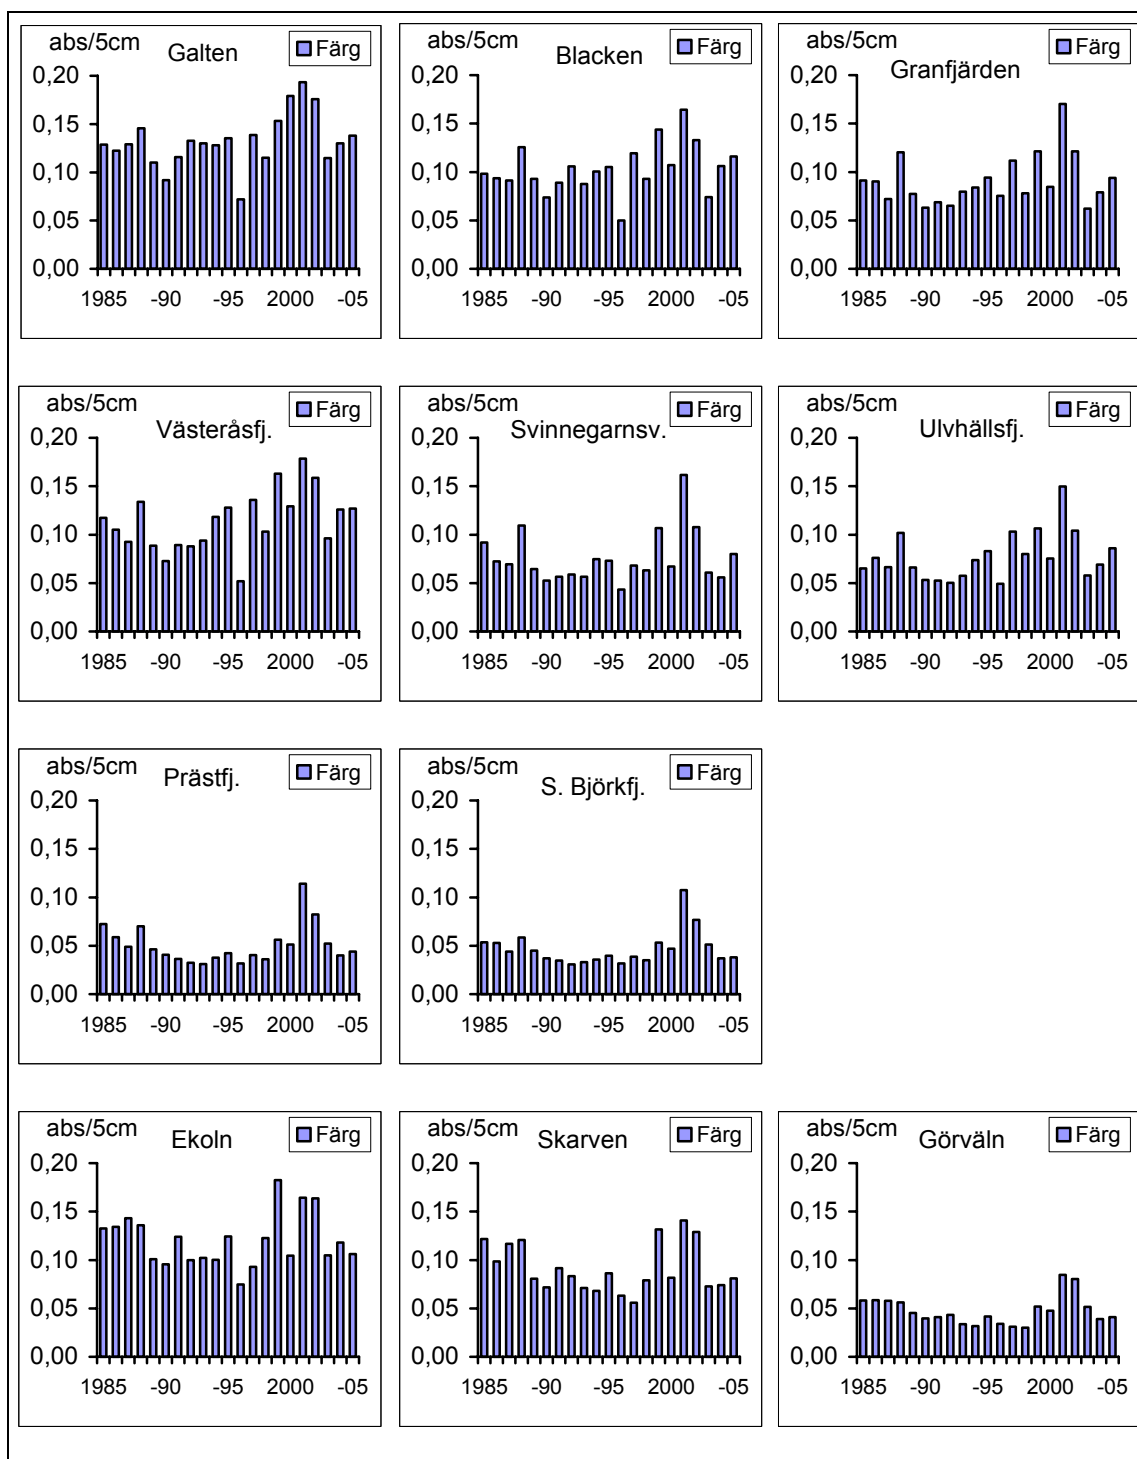 abs/5cm Galten Färg
0,20
0,15
0,10
0,05
0,00
1985 -90 -95 2000 -05
abs/5cm Blacken Färg
0,20
0,15
0,10
0,05
0,00
1985 -90 -95 2000 -05
abs/5cm Granfjärden Färg
0,20
0,15
0,10
0,05
0,00
1985 -90 -95 2000 -05
abs/5cm Västeråsfj. Färg
0,20
0,15
0,10
0,05
0,00
1985 -90 -95 2000 -05
abs/5cm Svinnegarnsv. Färg
0,20
0,15
0,10
0,05
0,00
1985 -90 -95 2000 -05
abs/5cm Ulvhällsfj. Färg
0,20
0,15
0,10
0,05
0,00
1985 -90 -95 2000 -05
abs/5cm Prästfj. Färg
0,20
0,15
0,10
0,05
0,00
1985 -90 -95 2000 -05
abs/5cm S. Björkfj. Färg
0,20
0,15
0,10
0,05
0,00
1985 -90 -95 2000 -05
abs/5cm Ekoln Färg
0,20
0,15
0,10
0,05
0,00
1985 -90 -95 2000 -05
abs/5cm Skarven Färg
0,20
0,15
0,10
0,05
0,00
1985 -90 -95 2000 -05
abs/5cm Görväln Färg
0,20
0,15
0,10
0,05
0,00
1985 -90 -95 2000 -05